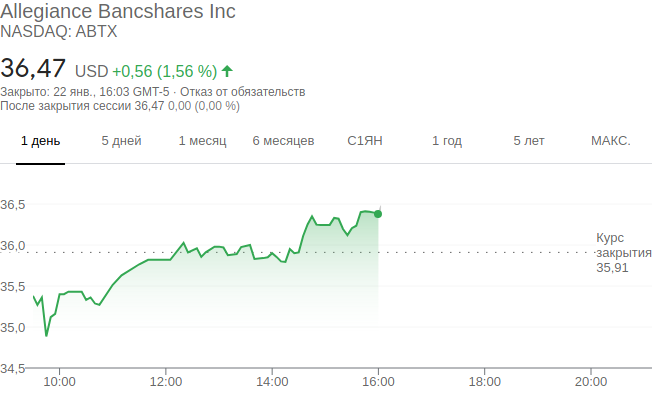 Allegiance Bancshares Inc
NASDAQ: ABTX
36,47 USD +0,56 (1,56 %)
Закрыто: 22 янв., 16:03 GMT-5 · Отказ от обязательств
После закрытия сессии 36,47 0,00 (0,00 %)
1 день 5 дней 1 месяц 6 месяцев С1ЯН 1 год 5 лет МАКС.
36,5
36,0
35,5
35,0
34,5
Курс
закрытия
35,91
10:00 12:00 14:00 16:00 18:00 20:00